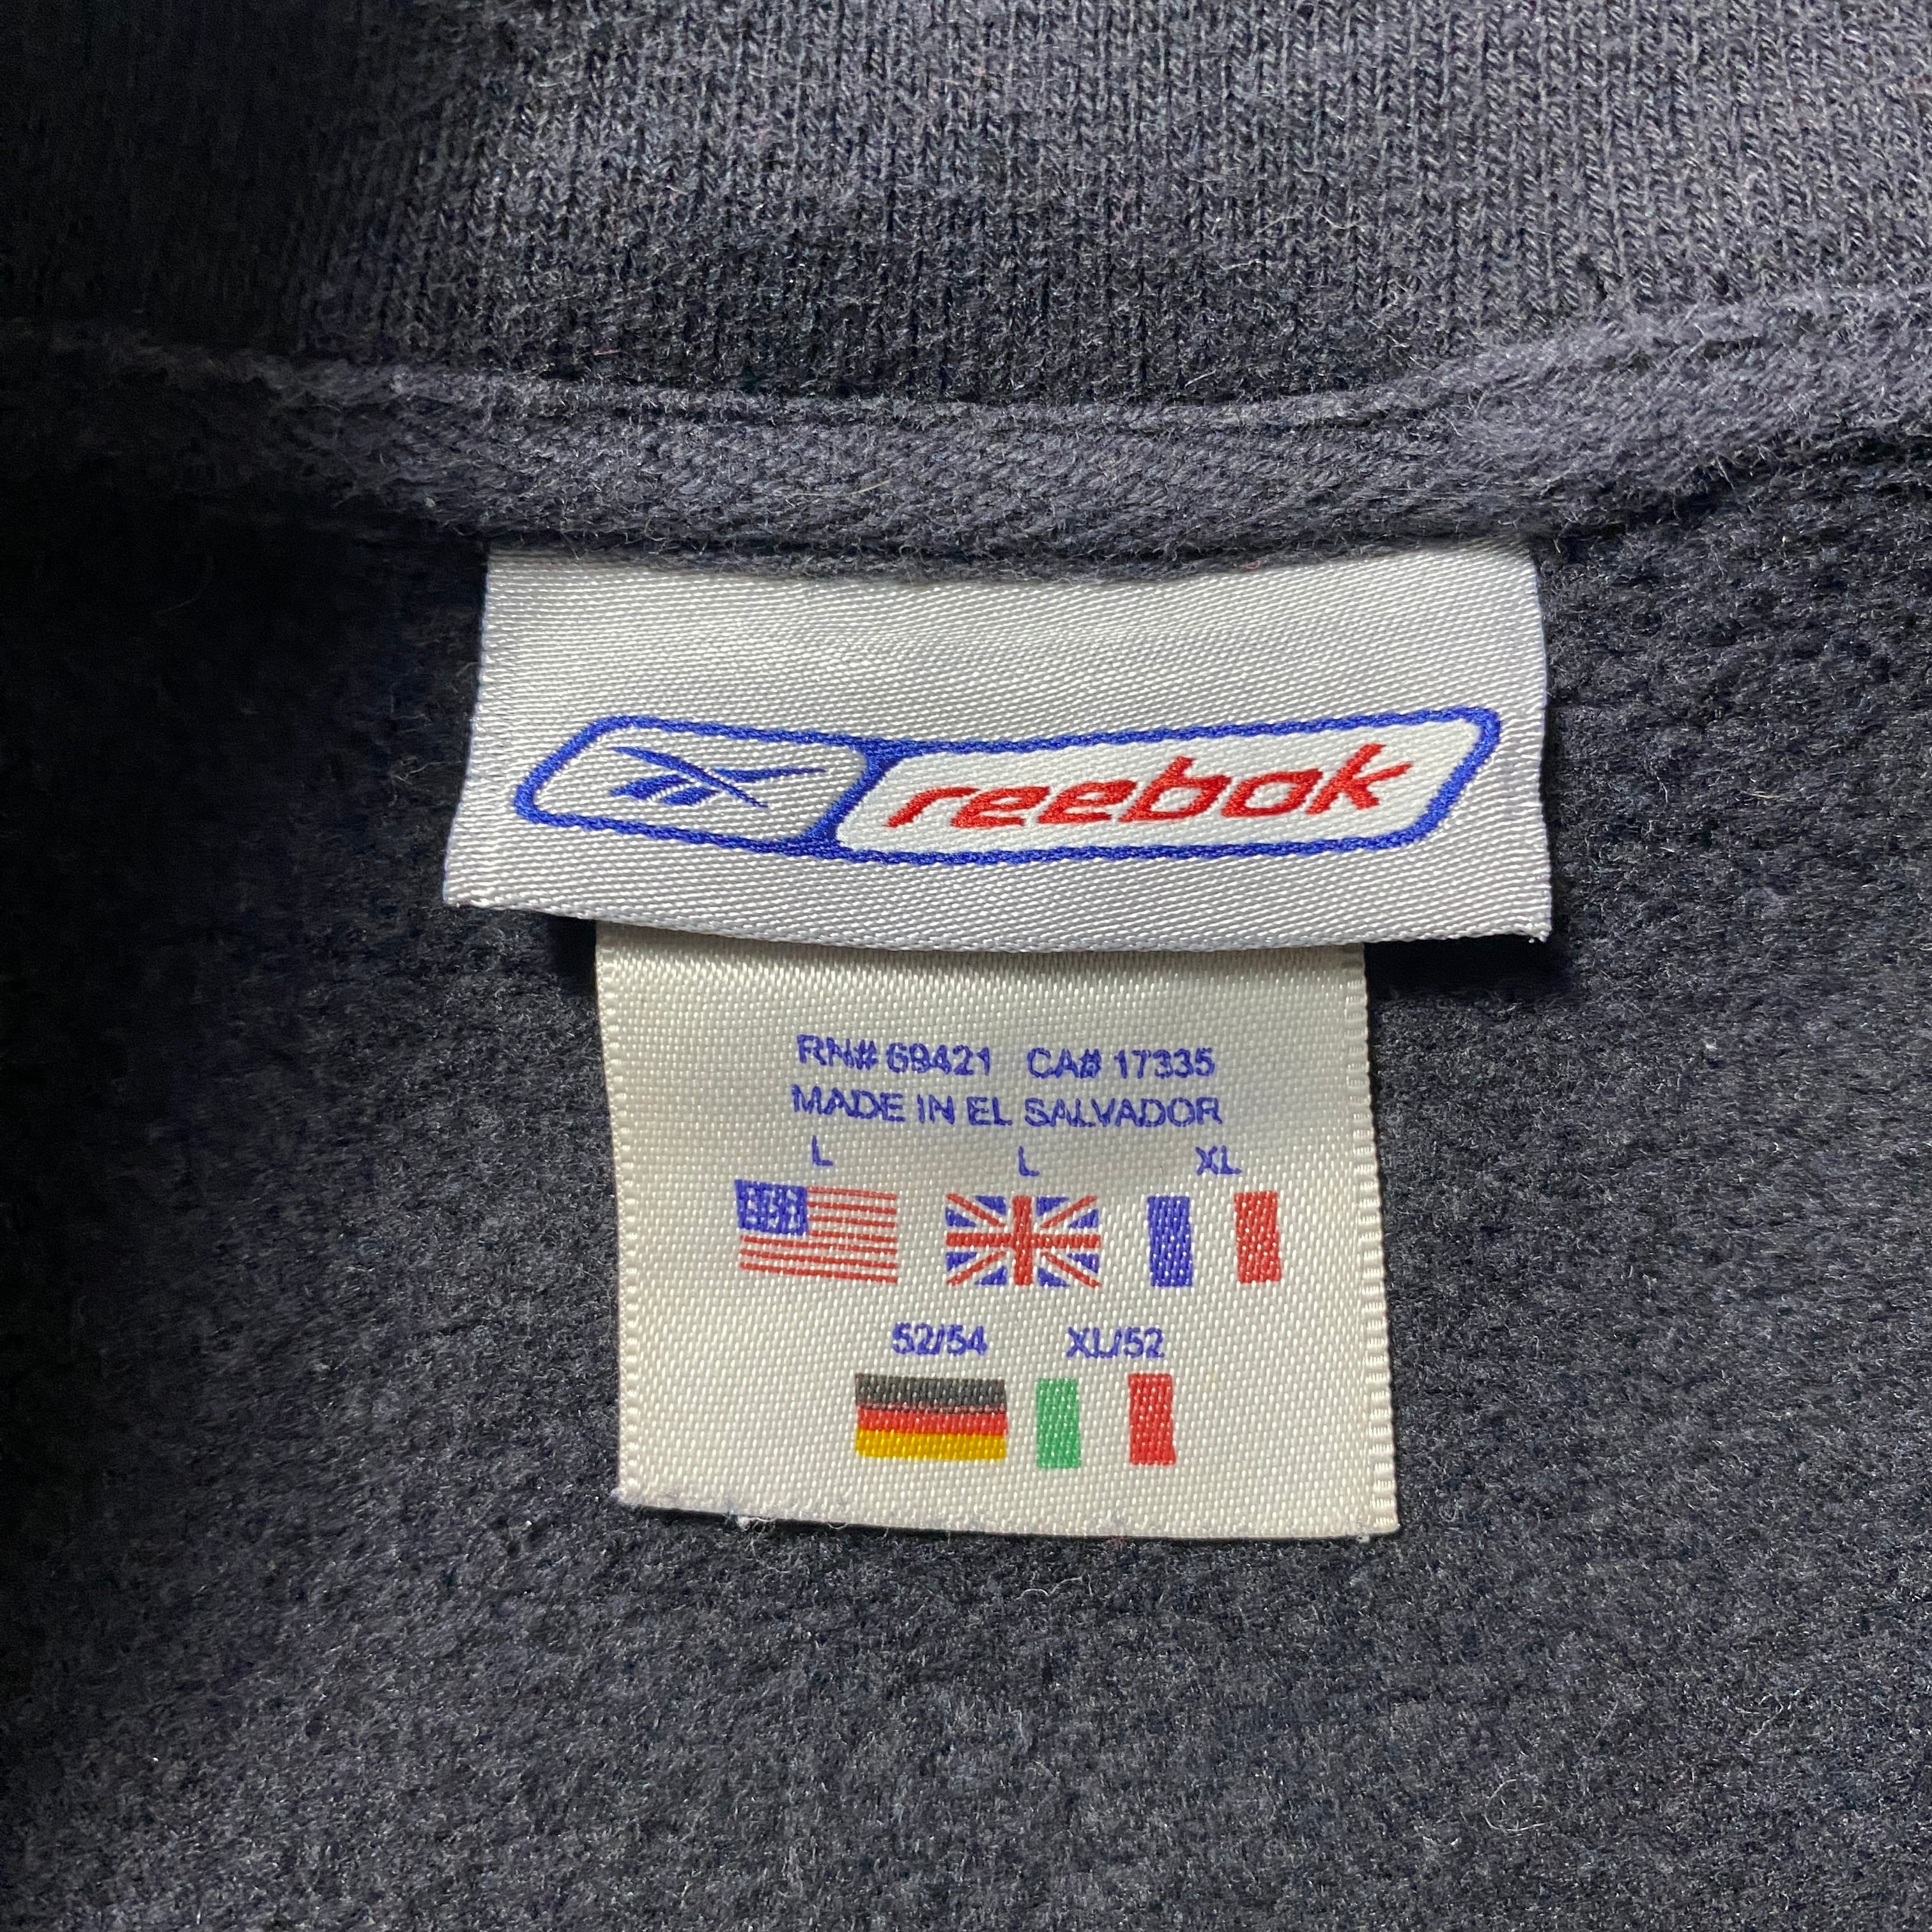 reebok
RN# 69421 CA# 17335
MADE IN EL SALVADOR
L L XL
52/54 XL/52